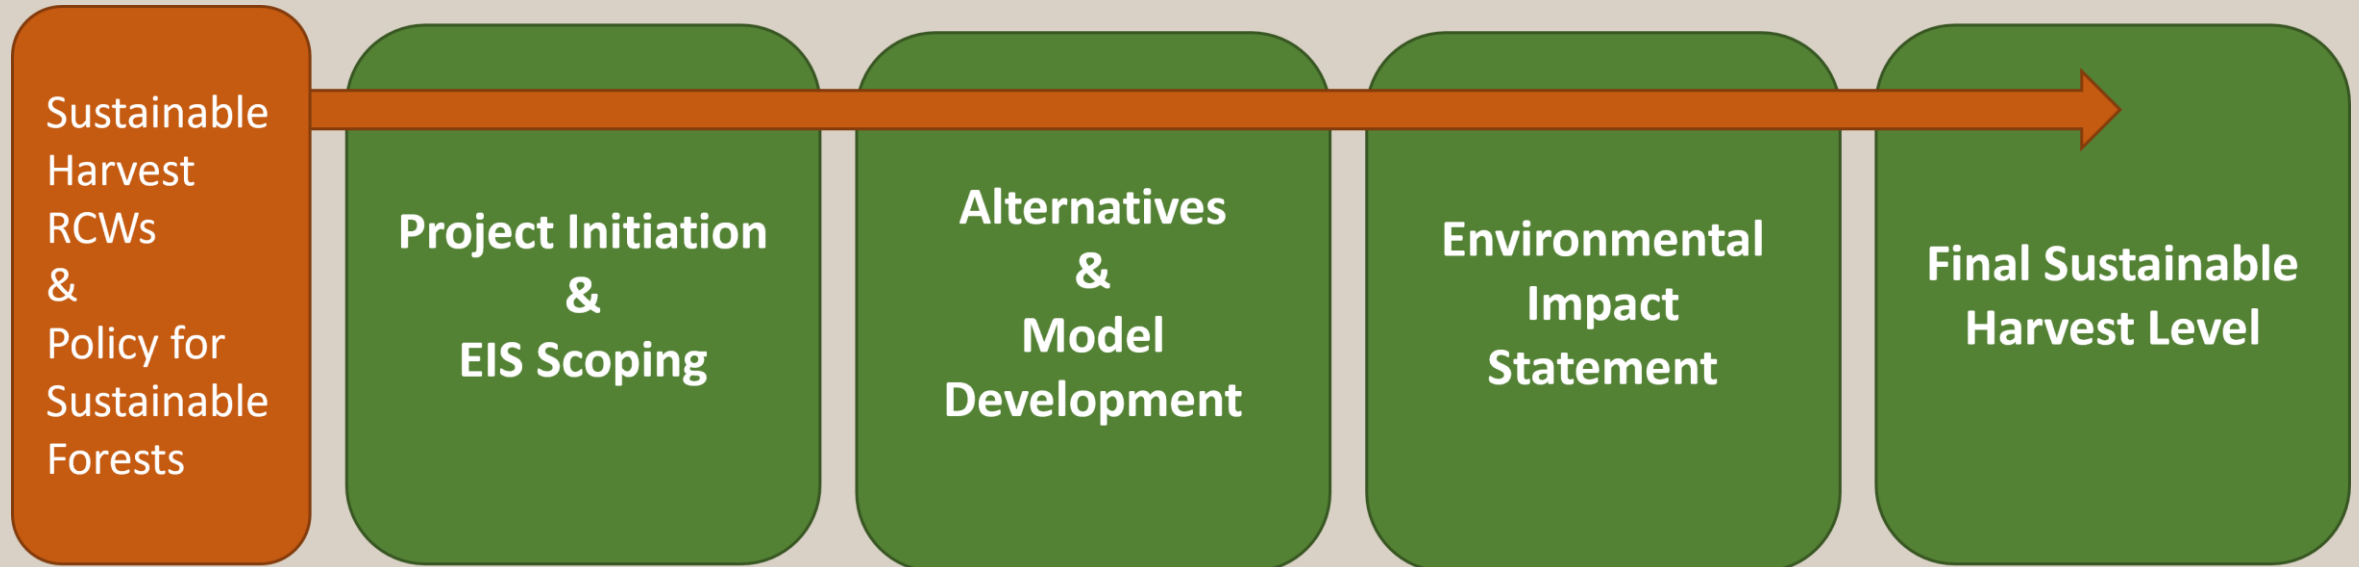 Sustainable
Harvest
RCWs
&
Policy for
Sustainable
Forests
Project Initiation
&
EIS Scoping
Alternatives
&
Model
Development
Environmental
Impact
Statement
Final Sustainable
Harvest Level